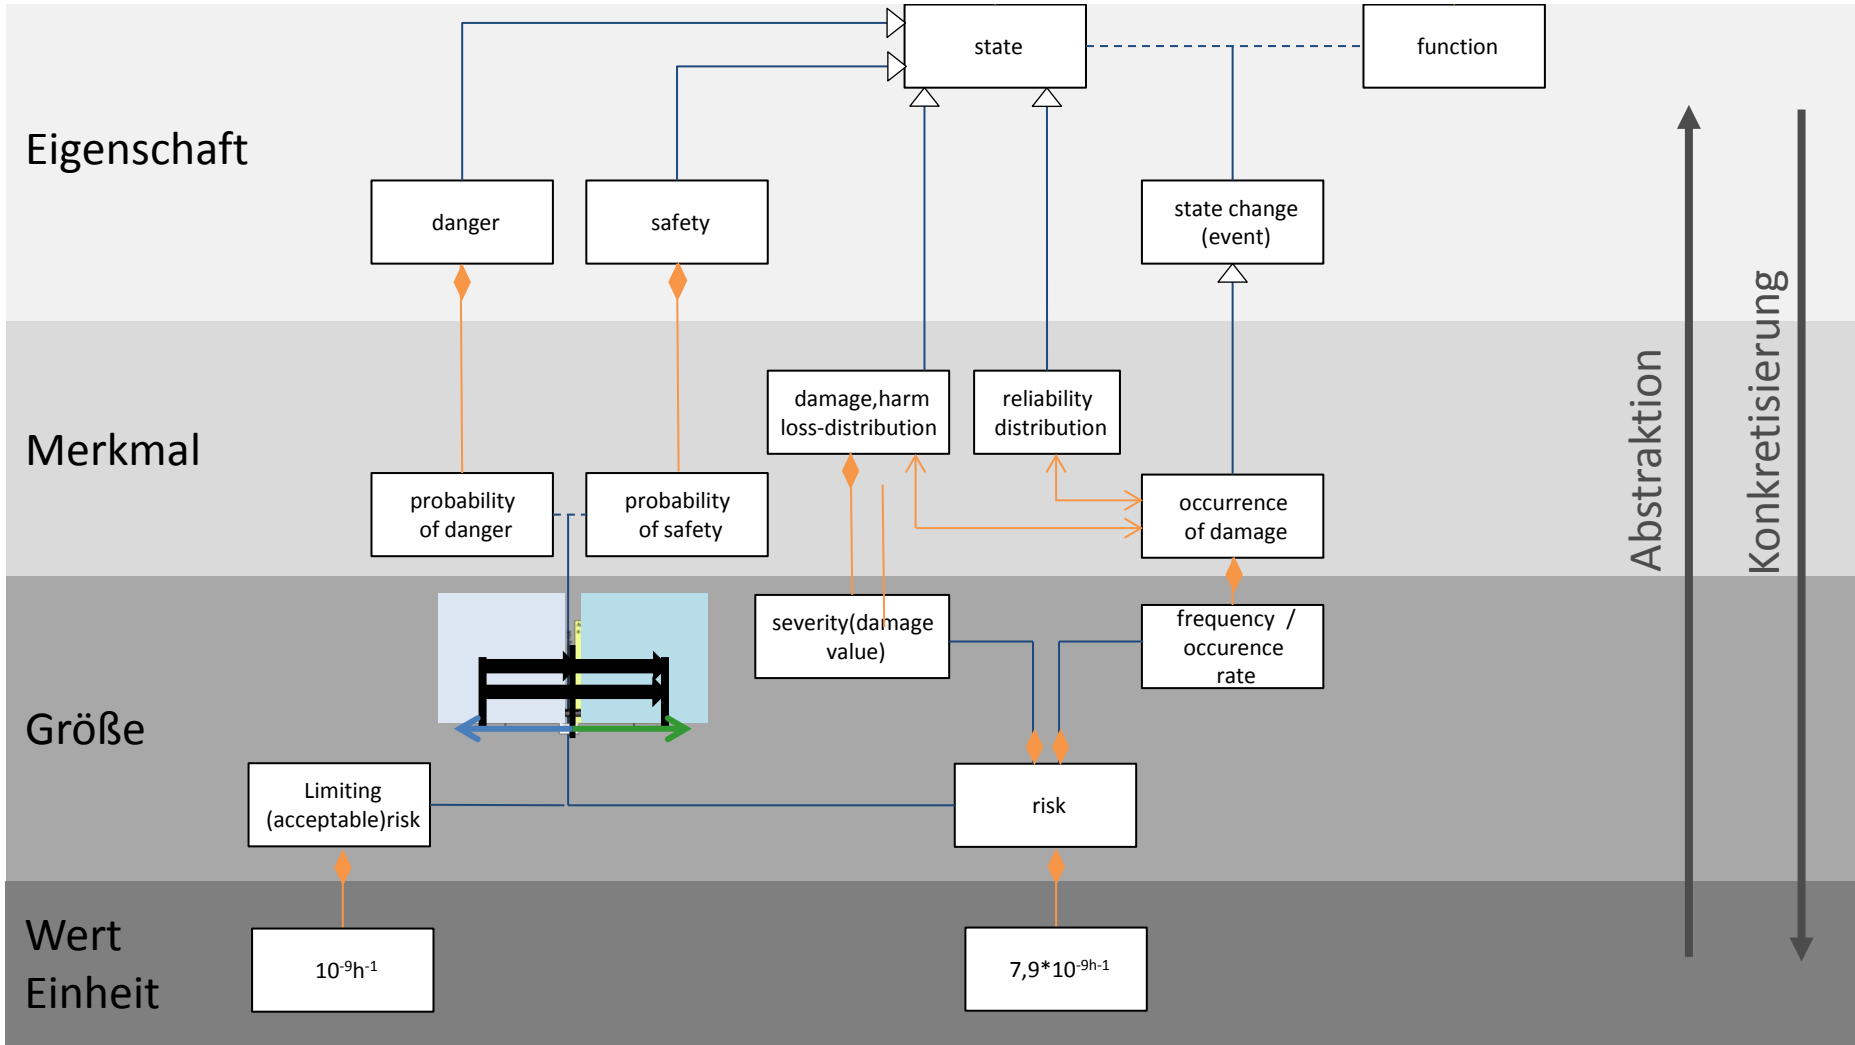 state
function
Eigenschaft
danger
safety
state change
(event)
Abstraktion
Konkretisierung
Merkmal
damage,harm
loss-distribution
reliability
distribution
probability
of danger
probability
of safety
occurrence
of damage
Größe
severity(damage
value)
frequency /
occurence
rate
Limiting
(acceptable)risk
risk
Wert
Einheit
10⁻⁹h⁻¹
7,9*10⁻⁹ʰ⁻¹